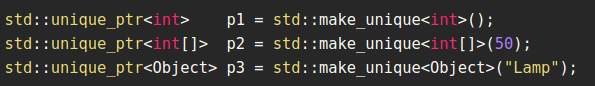 std::unique_ptr<int>    p1 = std::make_unique<int>();
std::unique_ptr<int[]>  p2 = std::make_unique<int[]>(50);
std::unique_ptr<Object> p3 = std::make_unique<Object>("Lamp");